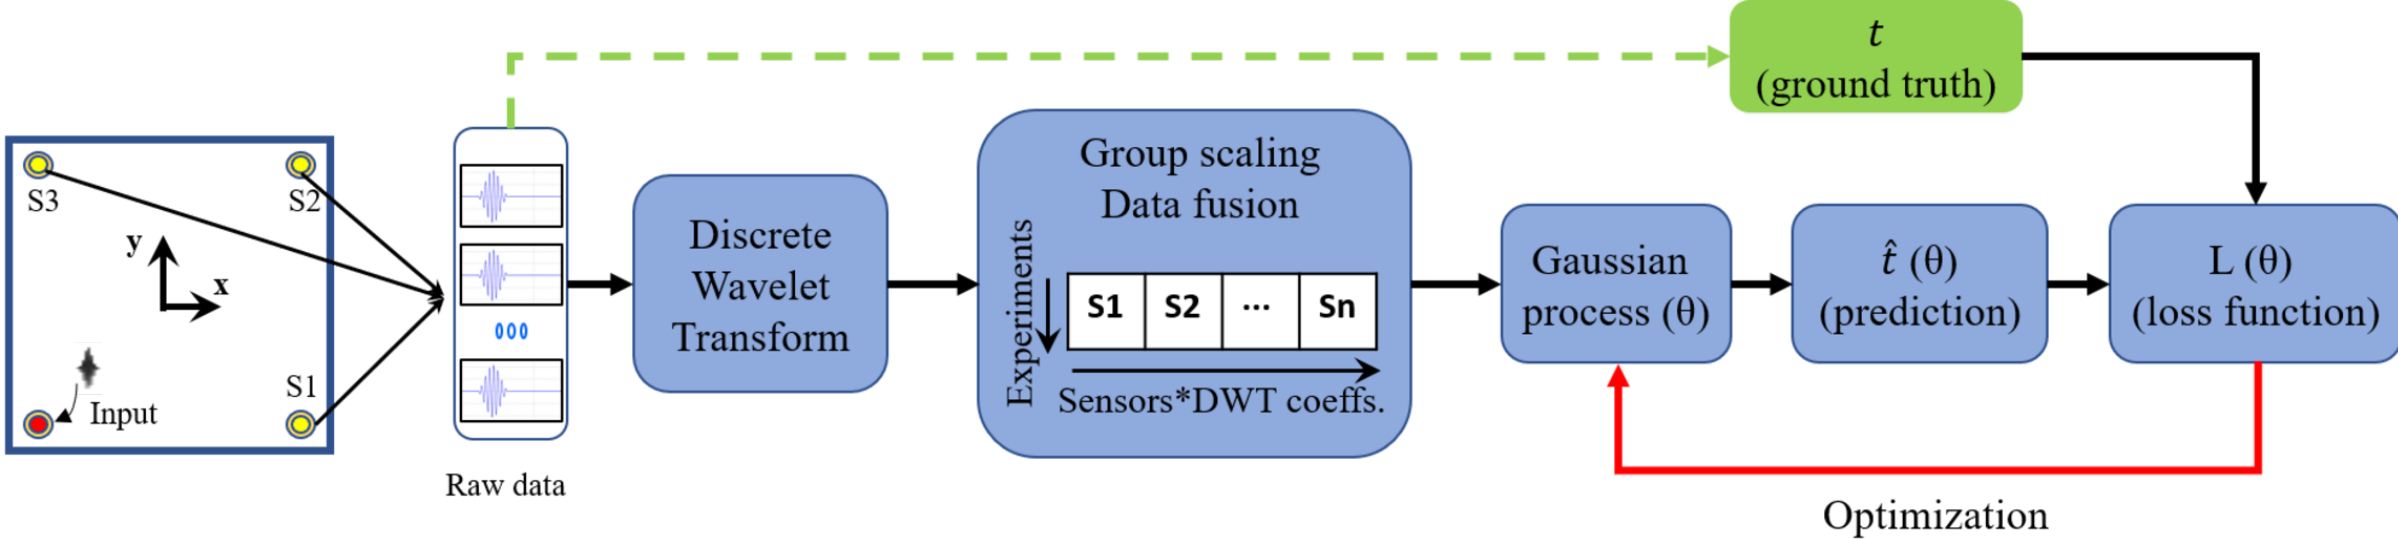 S3
S2
y
x
Input
S1
Raw data
Discrete
Wavelet
Transform
Group scaling
Data fusion
Experiments
S1 S2 ... Sn
Sensors*DWT coeffs.
Gaussian
process (θ)
t̂ (θ)
(prediction)
t
(ground truth)
L (θ)
(loss function)
Optimization